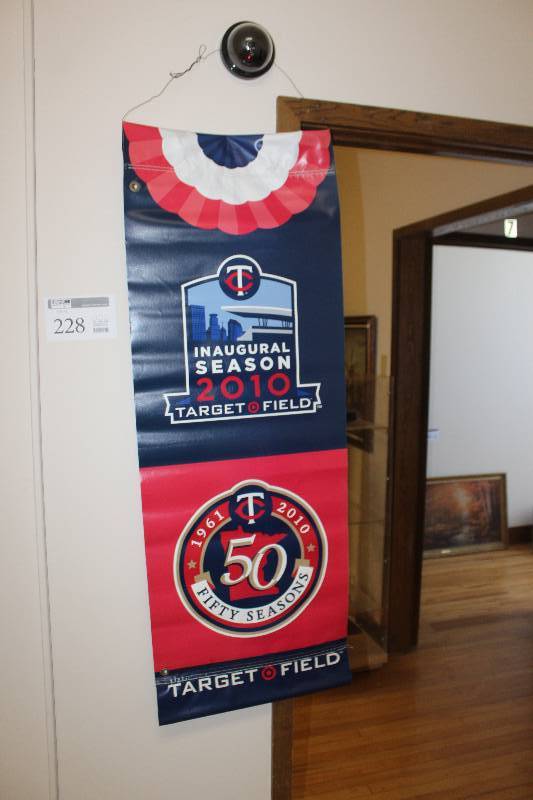 TC
INAUGURAL
SEASON
2010
TARGET FIELD
228
7
TC
1961 2010
50
FIFTY SEASONS
TARGET FIELD